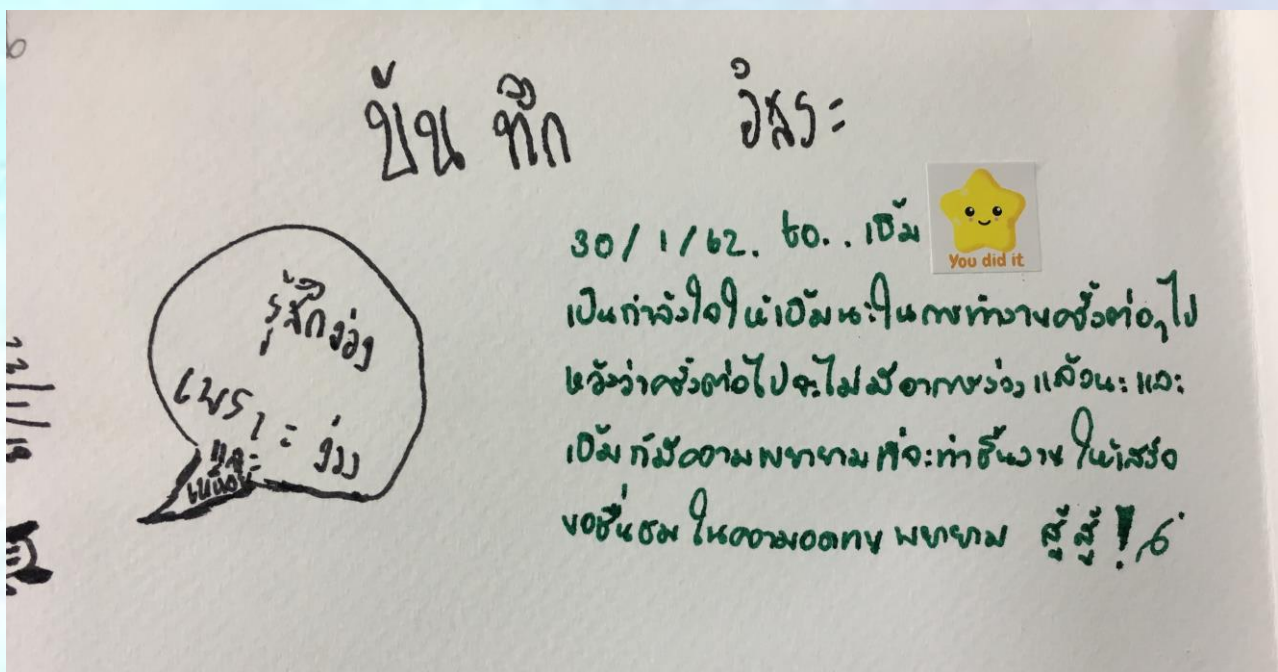 บันทึก อิสระ
รู้สึกง่วง
เพราะ ง่วง
และ
เหนื่อย
30/1/62. to.. เอิ้ม
You did it
เป็นกำลังใจให้เอิ้มนะในการทำงานครั้งต่อๆไป
หวังว่าครั้งต่อไปจะไม่มีอาการง่วงแล้วนะ และ
เอิ้มก็มีความพยายามที่จะทำชิ้นงานให้เสร็จ
ขอชื่นชมในความอดทน พยายาม สู้ สู้ !